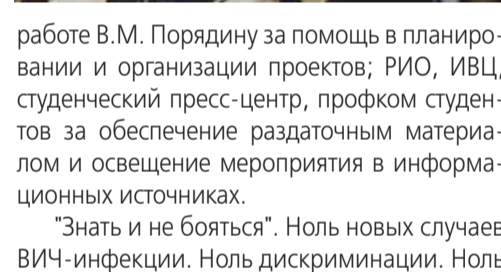 работе В.М. Порядину за помощь в планиро-
вании и организации проектов; РИО, ИВЦ,
студенческий пресс-центр, профком студен-
тов за обеспечение раздаточным материа-
лом и освещение мероприятия в информа-
ционных источниках.
"Знать и не бояться". Ноль новых случаев
ВИЧ-инфекции. Ноль дискриминации. Ноль